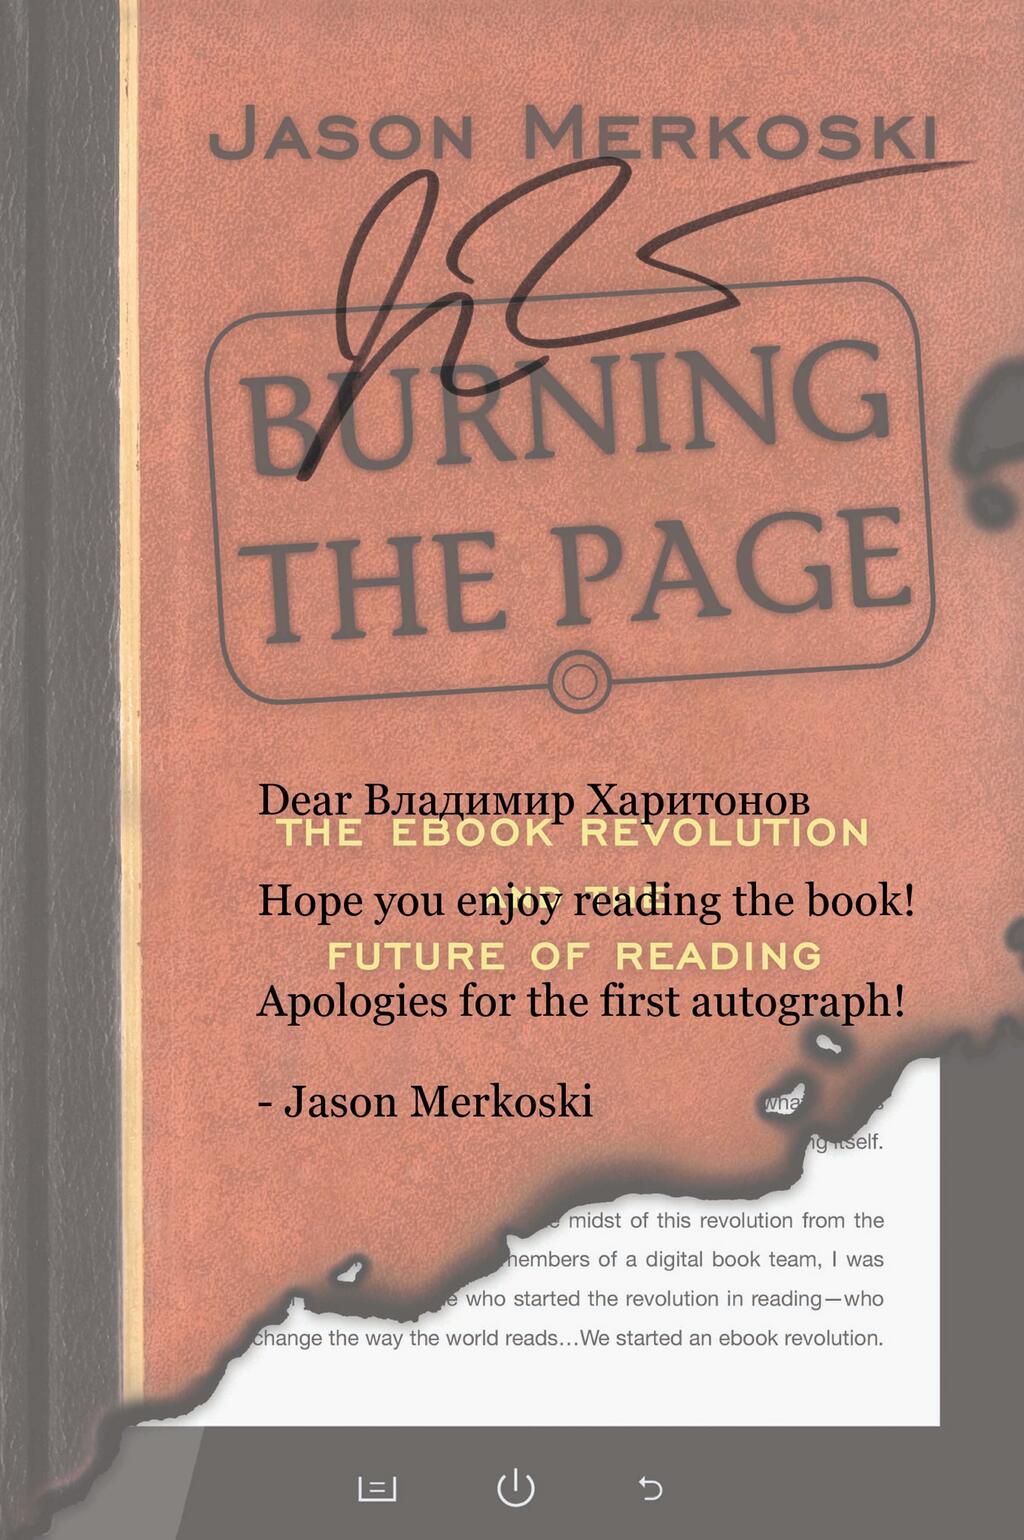 JASON MERKOSKI
BURNING
THE PAGE
Dear Владимир Харитонов
THE EBOOK REVOLUTION
Hope you enjoy reading the book!
AND THE
FUTURE OF READING
Apologies for the first autograph!
- Jason Merkoski
itself.
midst of this revolution from the
members of a digital book team, I was
who started the revolution in reading—who
change the way the world reads...We started an ebook revolution.